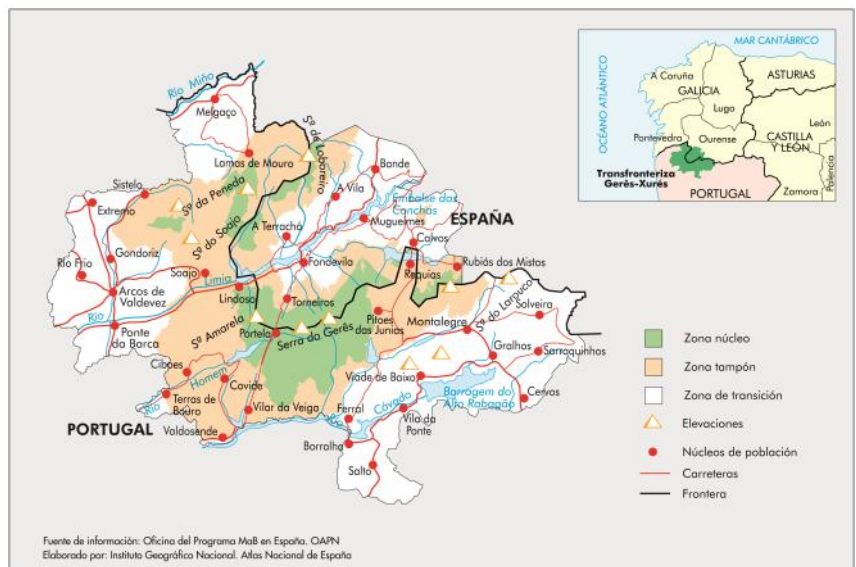 MAR CANTÁBRICO
OCÉANO ATLÁNTICO
A Coruña
GALICIA
Lugo
ASTURIAS
León
Pontevedra
Ourense
CASTILLA
Y LEÓN
Palencia
Transfronteriza
Gerês-Xurés
PORTUGAL
Zamora
Río Miño
Melgaço
Lamas de Mouro
Sª de Laboreiro
Bande
Sistelo
Sª da Peneda
A Vila
Embalse das
Conchas
Extremo
Sª do Soajo
A Terrachá
Mugueimes
ESPAÑA
Calvos
Gondoriz
Río Frio
Soajo
Fondevila
Requiás
Rubiás dos Mistos
Limia
Arcos de
Valdevez
Lindoso
Torneiros
Sª do Larouco
Solveira
Río
Ponte
da Barca
Sª Amarela
Portela
Serra do Gerês
Pitoes
das Junias
Montalegre
Gralhos
Sarraquinhos
Cibões
Homem
Covide
Viade de Baixo
Río
Terras de
Bouro
Vilar da Veiga
Ferral
Cávado
Barragem do
Alto Rabagão
Cervos
PORTUGAL
Valdosende
Río
Vila da
Ponte
Borralha
Salto
Zona núcleo
Zona tampón
Zona de transición
Elevaciones
Núcleos de población
Carreteras
Frontera
Fuente de información: Oficina del Programa MaB en España. OAPN
Elaborado por: Instituto Geográfico Nacional. Atlas Nacional de España